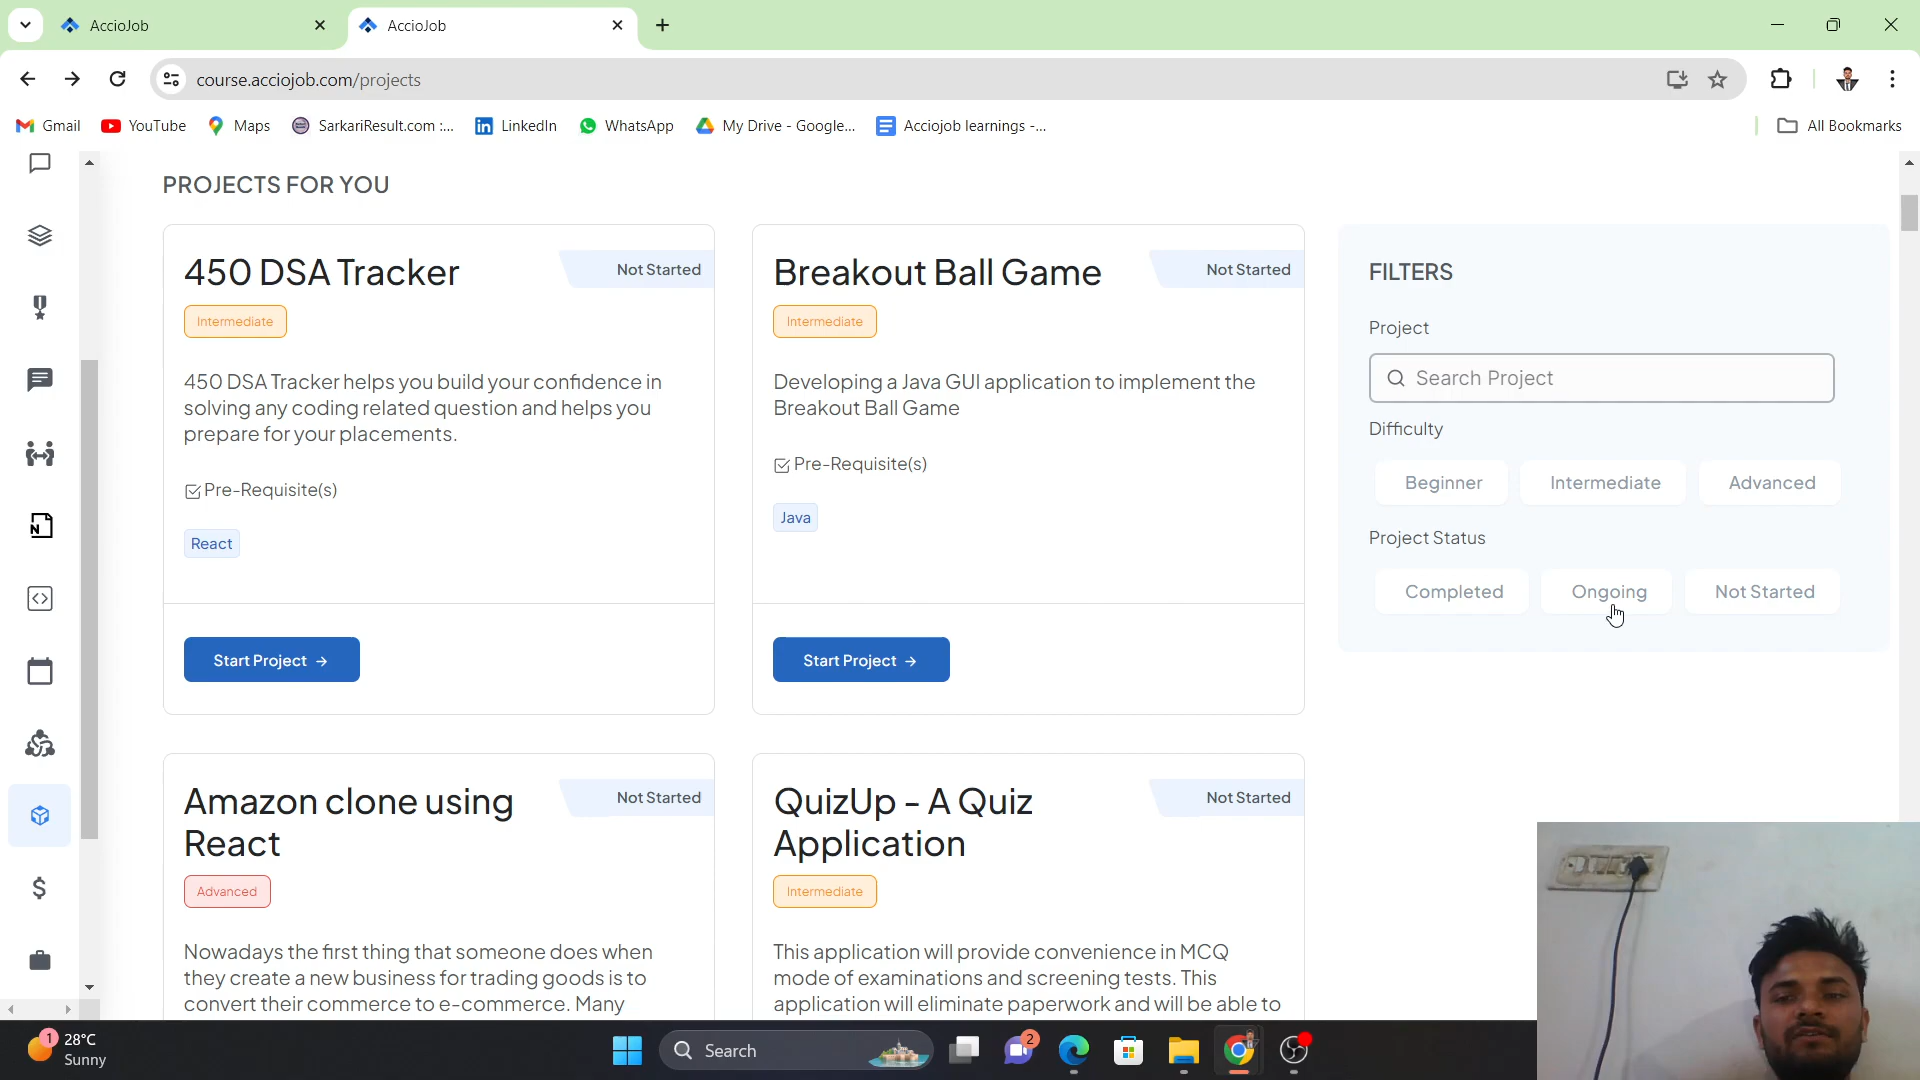 AccioJob
AccioJob
course.acciojob.com/projects
Gmail
YouTube
Maps
SarkariResult.com :...
LinkedIn
WhatsApp
My Drive - Google...
Acciojob learnings -...
All Bookmarks
PROJECTS FOR YOU
450 DSA Tracker
Not Started
Intermediate
450 DSA Tracker helps you build your confidence in
solving any coding related question and helps you
prepare for your placements.
Pre-Requisite(s)
React
Start Project →
Breakout Ball Game
Not Started
Intermediate
Developing a Java GUI application to implement the
Breakout Ball Game
Pre-Requisite(s)
Java
Start Project →
FILTERS
Project
Search Project
Difficulty
Beginner
Intermediate
Advanced
Project Status
Completed
Ongoing
Not Started
Amazon clone using
React
Not Started
Advanced
Nowadays the first thing that someone does when
they create a new business for trading goods is to
convert their commerce to e-commerce. Many
QuizUp - A Quiz
Application
Not Started
Intermediate
This application will provide convenience in MCQ
mode of examinations and screening tests. This
application will eliminate paperwork and will be able to
1
28°C
Sunny
Search
2